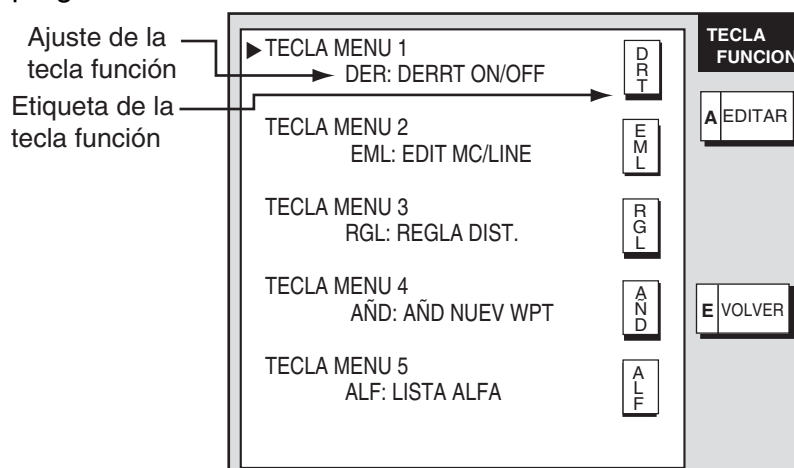 Ajuste de la
tecla función
Etiqueta de la
tecla función
TECLA MENU 1
DER: DERRT ON/OFF
DRT
TECLA MENU 2
EML: EDIT MC/LINE
EML
TECLA MENU 3
RGL: REGLA DIST.
RGL
TECLA MENU 4
AÑD: AÑD NUEV WPT
AÑD
TECLA MENU 5
ALF: LISTA ALFA
ALF
TECLA
FUNCION
A EDITAR
E VOLVER